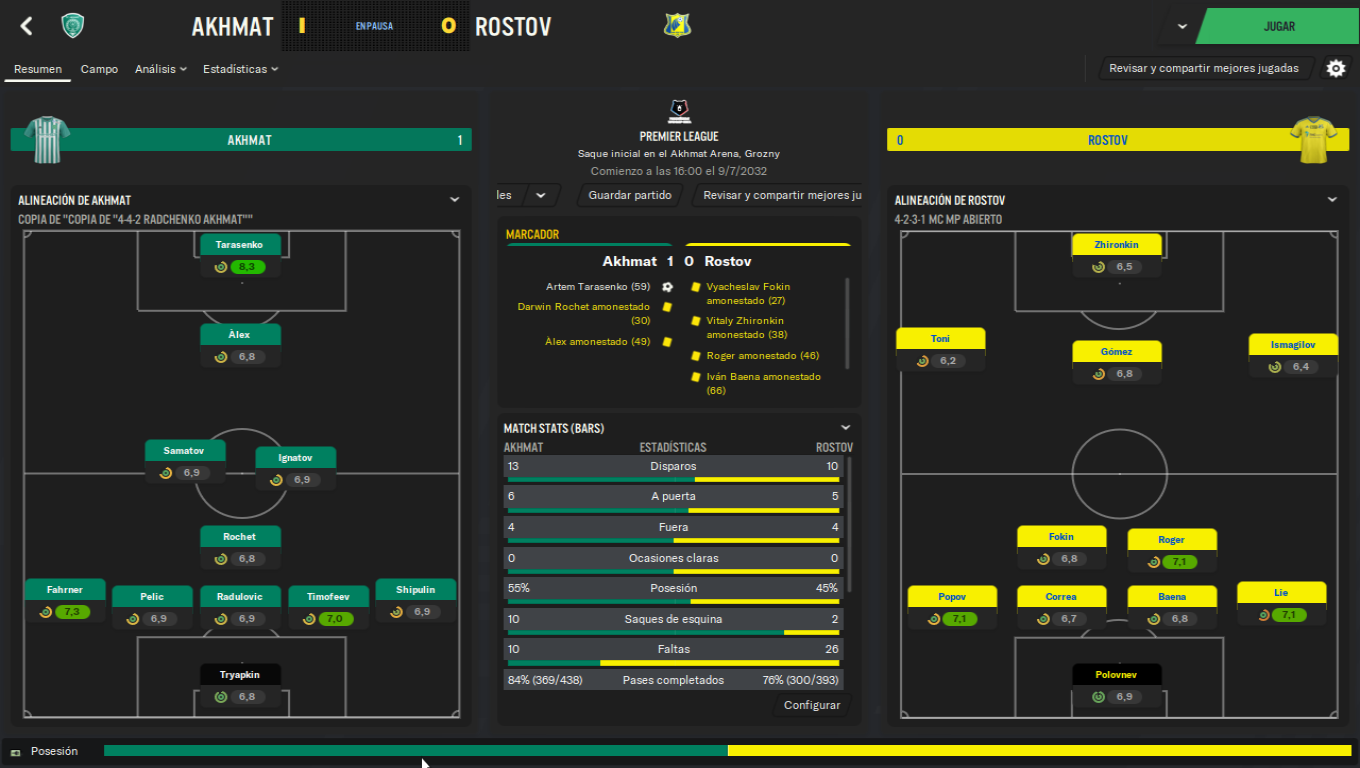 AKHMAT
1
EN PAUSA
0
ROSTOV
JUGAR
Resumen
Campo
Análisis
Estadísticas
Revisar y compartir mejores jugadas
AKHMAT
1
PREMIER LEAGUE
Saque inicial en el Akhmat Arena, Grozny
Comienzo a las 16:00 el 9/7/2032
les
Guardar partido
Revisar y compartir mejores ju
0
ROSTOV
ALINEACIÓN DE AKHMAT
COPIA DE "COPIA DE "4-4-2 RADCHENKO AKHMAT""
Tarasenko
8,3
Àlex
6,8
Samatov
6,9
Ignatov
6,9
Rochet
6,8
Fahrner
7,3
Pelic
6,9
Radulovic
6,9
Timofeev
7,0
Shipulin
6,9
Tryapkin
6,8
MARCADOR
Akhmat 1 0 Rostov
Artem Tarasenko (59)
Darwin Rochet amonestado
(30)
Àlex amonestado (49)
Vyacheslav Fokin
amonestado (27)
Vitaly Zhironkin
amonestado (38)
Roger amonestado (46)
Iván Baena amonestado
(66)
MATCH STATS (BARS)
AKHMAT ESTADÍSTICAS ROSTOV
13 Disparos 10
6 A puerta 5
4 Fuera 4
0 Ocasiones claras 0
55% Posesión 45%
10 Saques de esquina 2
10 Faltas 26
84% (369/438) Pases completados 76% (300/393)
Configurar
ALINEACIÓN DE ROSTOV
4-2-3-1 MC MP ABIERTO
Zhironkin
6,5
Toni
6,2
Gómez
6,8
Ismagilov
6,4
Fokin
6,8
Roger
7,1
Popov
7,1
Correa
6,7
Baena
6,8
Lie
7,1
Polovnev
6,9
Posesión